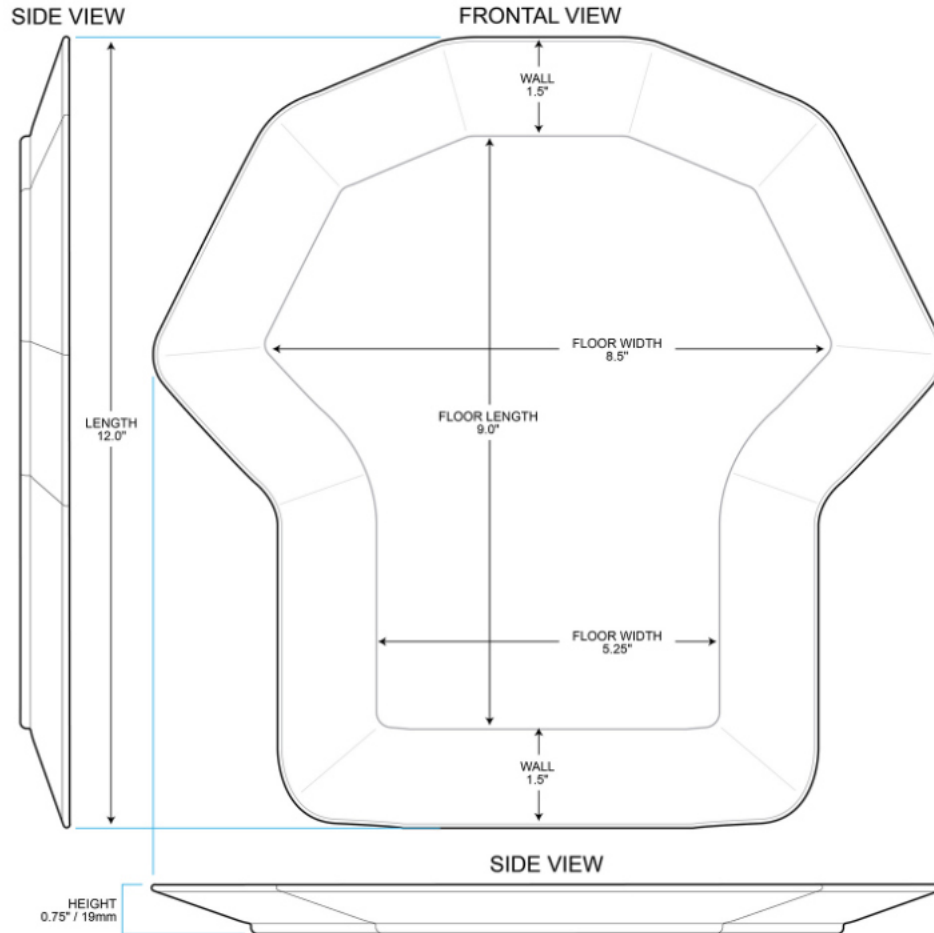 SIDE VIEW
FRONTAL VIEW
WALL
1.5"
FLOOR WIDTH
8.5"
FLOOR LENGTH
9.0"
LENGTH
12.0"
FLOOR WIDTH
5.25"
WALL
1.5"
SIDE VIEW
HEIGHT
0.75" / 19mm